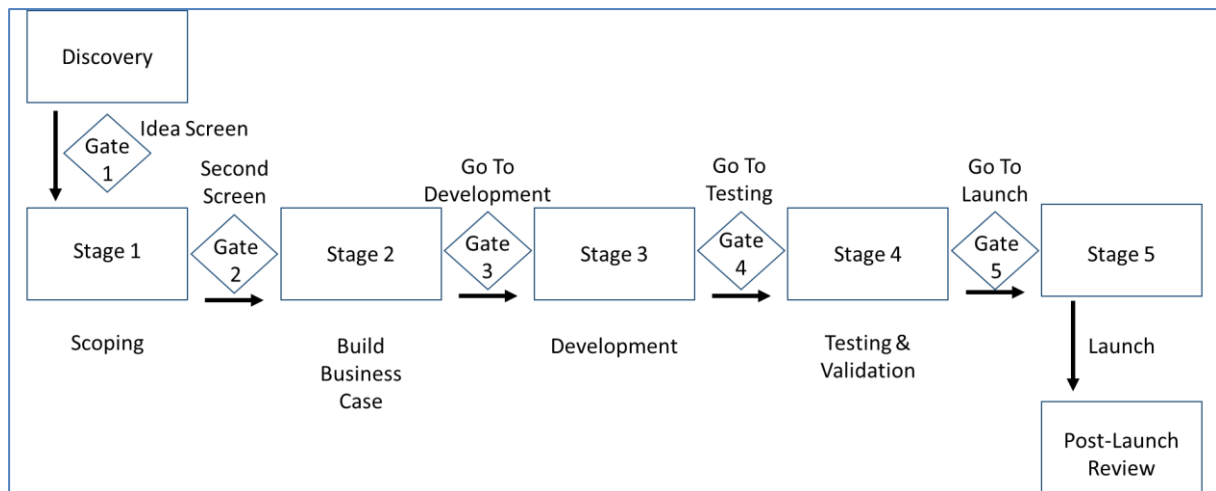 Discovery
Idea Screen
Gate
1
Second
Screen
Go To
Development
Go To
Testing
Go To
Launch
Stage 1
Gate
2
Stage 2
Gate
3
Stage 3
Gate
4
Stage 4
Gate
5
Stage 5
Scoping
Build
Business
Case
Development
Testing &
Validation
Launch
Post-Launch
Review